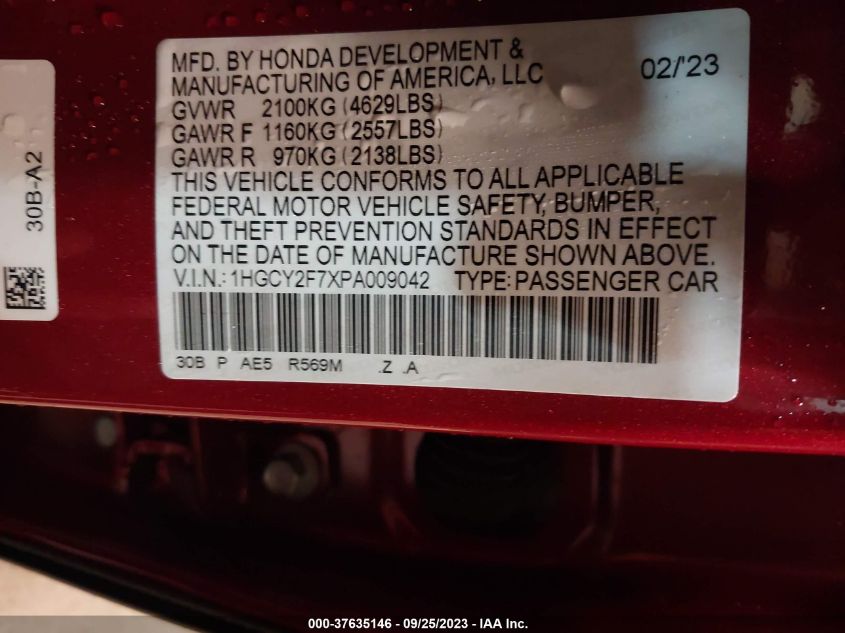 MFD. BY HONDA DEVELOPMENT &
MANUFACTURING OF AMERICA, LLC
02/'23
GVWR 2100KG (4629LBS)
GAWR F 1160KG (2557LBS)
GAWR R 970KG (2138LBS)
THIS VEHICLE CONFORMS TO ALL APPLICABLE
FEDERAL MOTOR VEHICLE SAFETY, BUMPER,
AND THEFT PREVENTION STANDARDS IN EFFECT
ON THE DATE OF MANUFACTURE SHOWN ABOVE.
V.I.N.: 1HGCY2F7XPA009042 TYPE: PASSENGER CAR
30B P AE5 R569M .Z .A
30B-A2
000-37635146 - 09/25/2023 - IAA Inc.